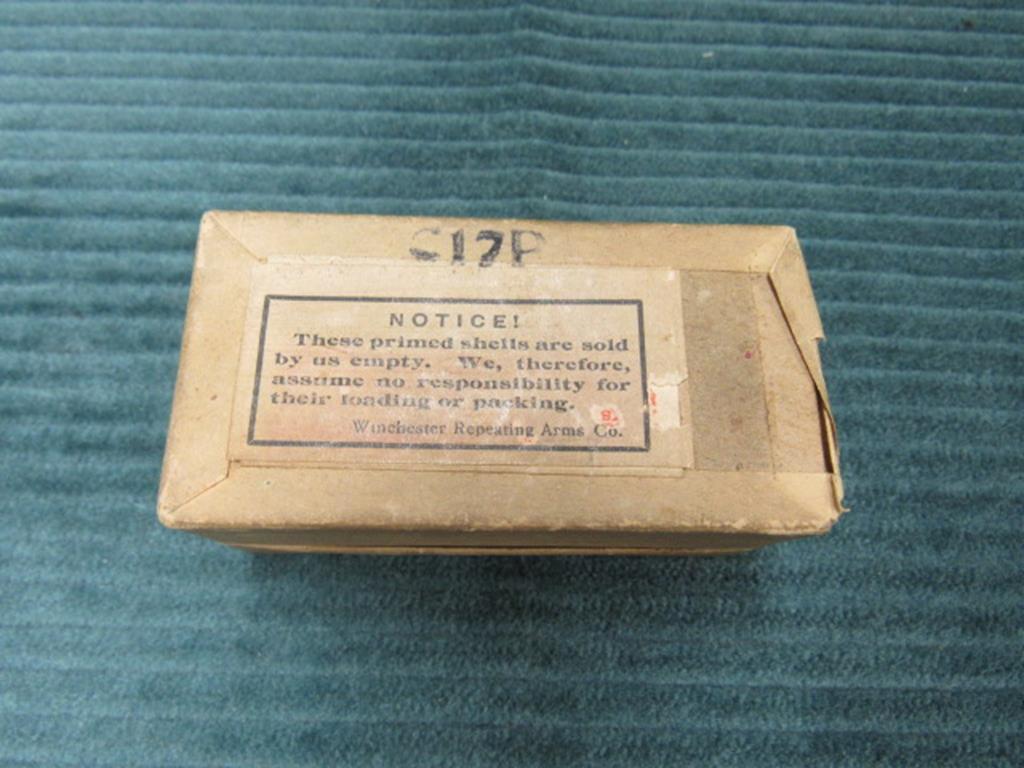 S17P
NOTICE!
These primed shells are sold
by us empty. We, therefore,
assume no responsibility for
their loading or packing.
Winchester Repeating Arms Co.